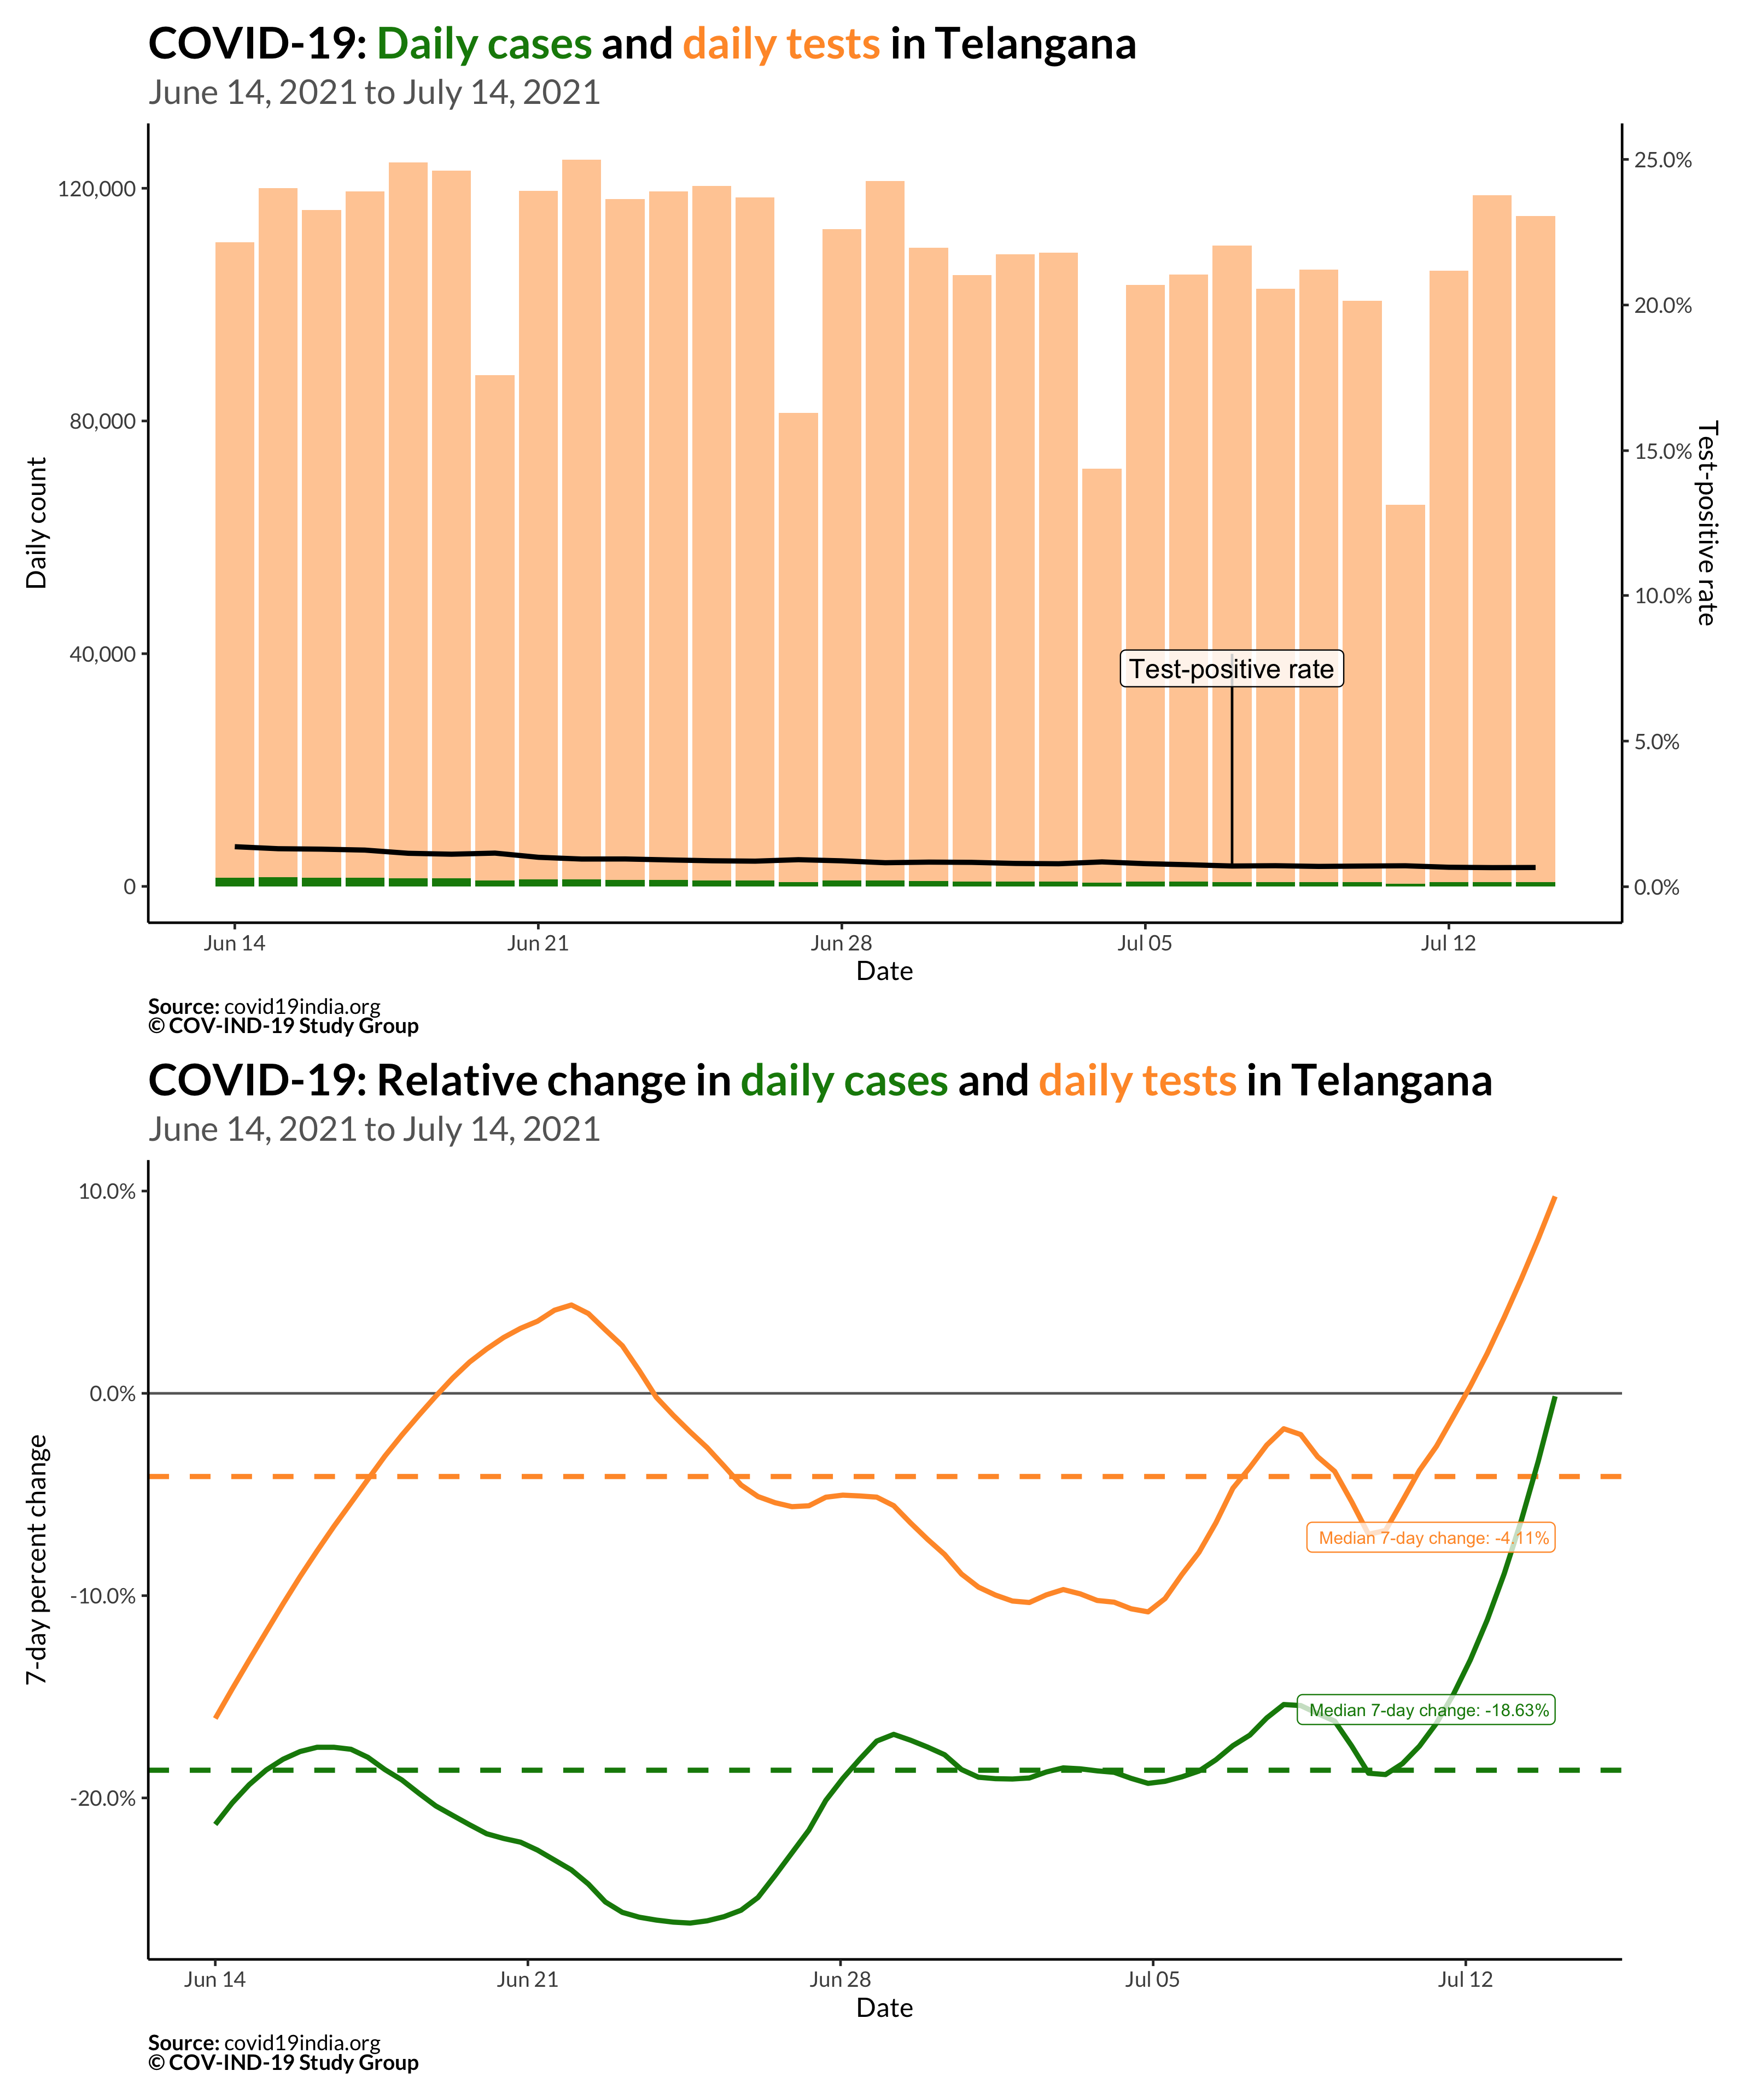 COVID-19: Daily cases and daily tests in Telangana
June 14, 2021 to July 14, 2021
120,000
80,000
40,000
0
Daily count
25.0%
20.0%
15.0%
10.0%
5.0%
0.0%
Test-positive rate
Test-positive rate
Jun 14
Jun 21
Jun 28
Jul 05
Jul 12
Date
Source: covid19india.org
© COV-IND-19 Study Group
COVID-19: Relative change in daily cases and daily tests in Telangana
June 14, 2021 to July 14, 2021
10.0%
0.0%
-10.0%
-20.0%
7-day percent change
Median 7-day change: -4.11%
Median 7-day change: -18.63%
Jun 14
Jun 21
Jun 28
Jul 05
Jul 12
Date
Source: covid19india.org
© COV-IND-19 Study Group